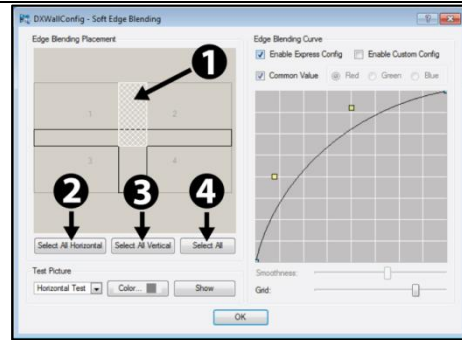 DXWallConfig - Soft Edge Blending
Edge Blending Placement
1
1 2
3 4
2 3 4
Select All Horizontal Select All Vertical Select All
Test Picture
Horizontal Test Color... Show
Edge Blending Curve
Enable Express Config Enable Custom Config
Common Value Red Green Blue
Smoothness:
Grid:
OK